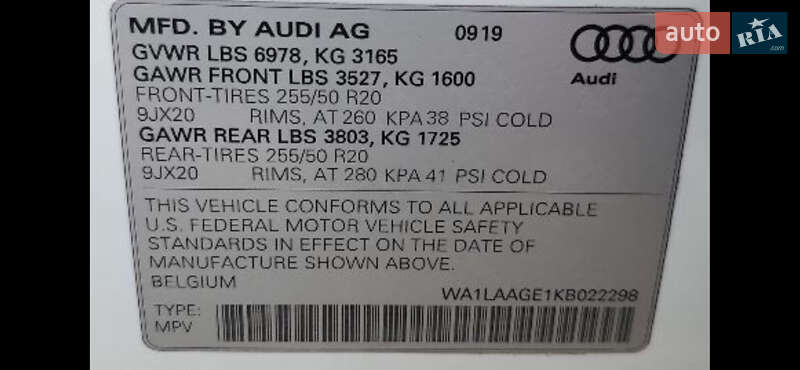 MFD. BY AUDI AG 0919
GVWR LBS 6978, KG 3165
GAWR FRONT LBS 3527, KG 1600
FRONT-TIRES 255/50 R20
9JX20 RIMS, AT 260 KPA 38 PSI COLD
GAWR REAR LBS 3803, KG 1725
REAR-TIRES 255/50 R20
9JX20 RIMS, AT 280 KPA 41 PSI COLD
Audi
THIS VEHICLE CONFORMS TO ALL APPLICABLE
U.S. FEDERAL MOTOR VEHICLE SAFETY
STANDARDS IN EFFECT ON THE DATE OF
MANUFACTURE SHOWN ABOVE.
BELGIUM
WA1LAAGE1KB022298
TYPE:
MPV
auto RIA .com